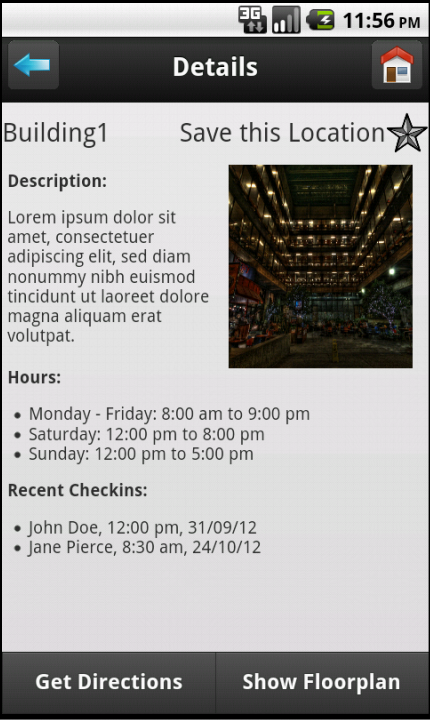 3G 11:56 PM
Details
Building1 Save this Location
Description:
Lorem ipsum dolor sit
amet, consectetuer
adipiscing elit, sed diam
nonummy nibh euismod
tincidunt ut laoreet dolore
magna aliquam erat
volutpat.
Hours:
Monday - Friday: 8:00 am to 9:00 pm
Saturday: 12:00 pm to 8:00 pm
Sunday: 12:00 pm to 5:00 pm
Recent Checkins:
John Doe, 12:00 pm, 31/09/12
Jane Pierce, 8:30 am, 24/10/12
Get Directions Show Floorplan